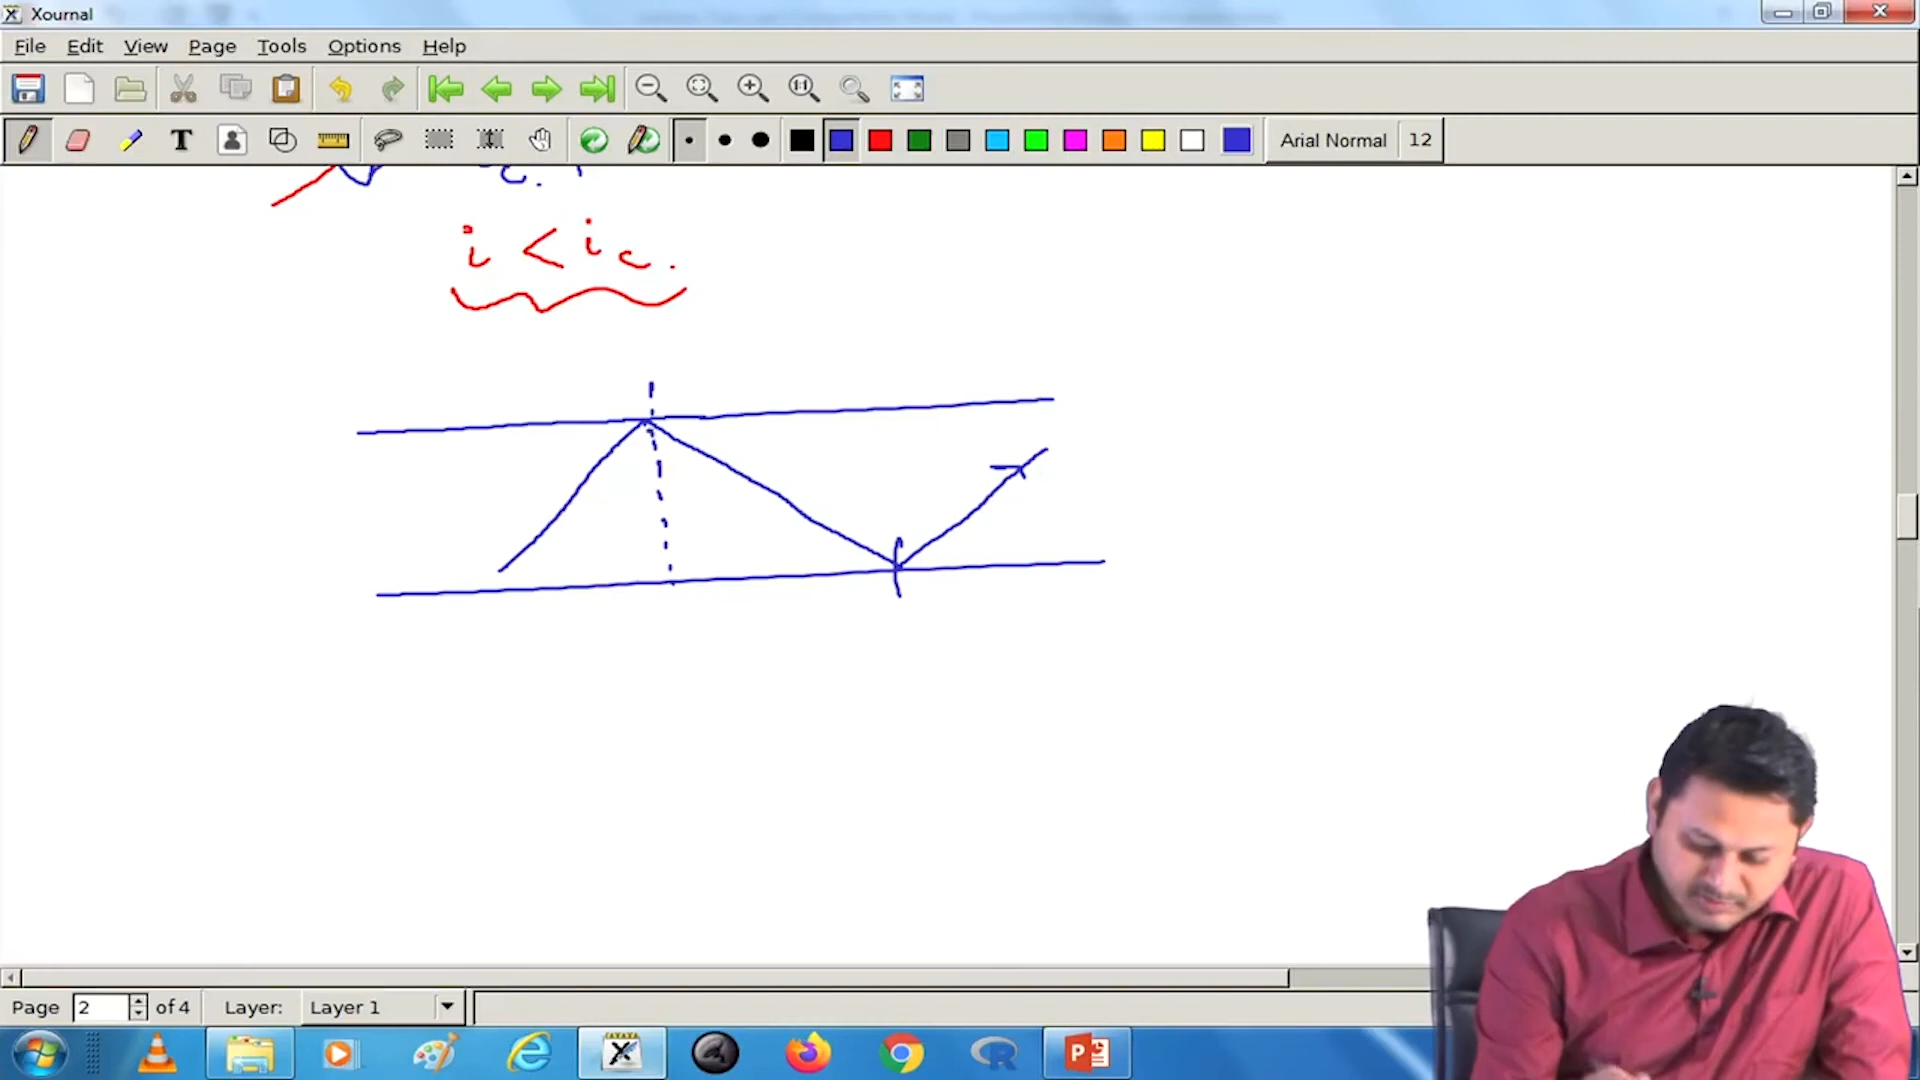 Xournal
File Edit View Page Tools Options Help
T Arial Normal 12
c.
i < ic.
Page 2 of 4 Layer: Layer 1